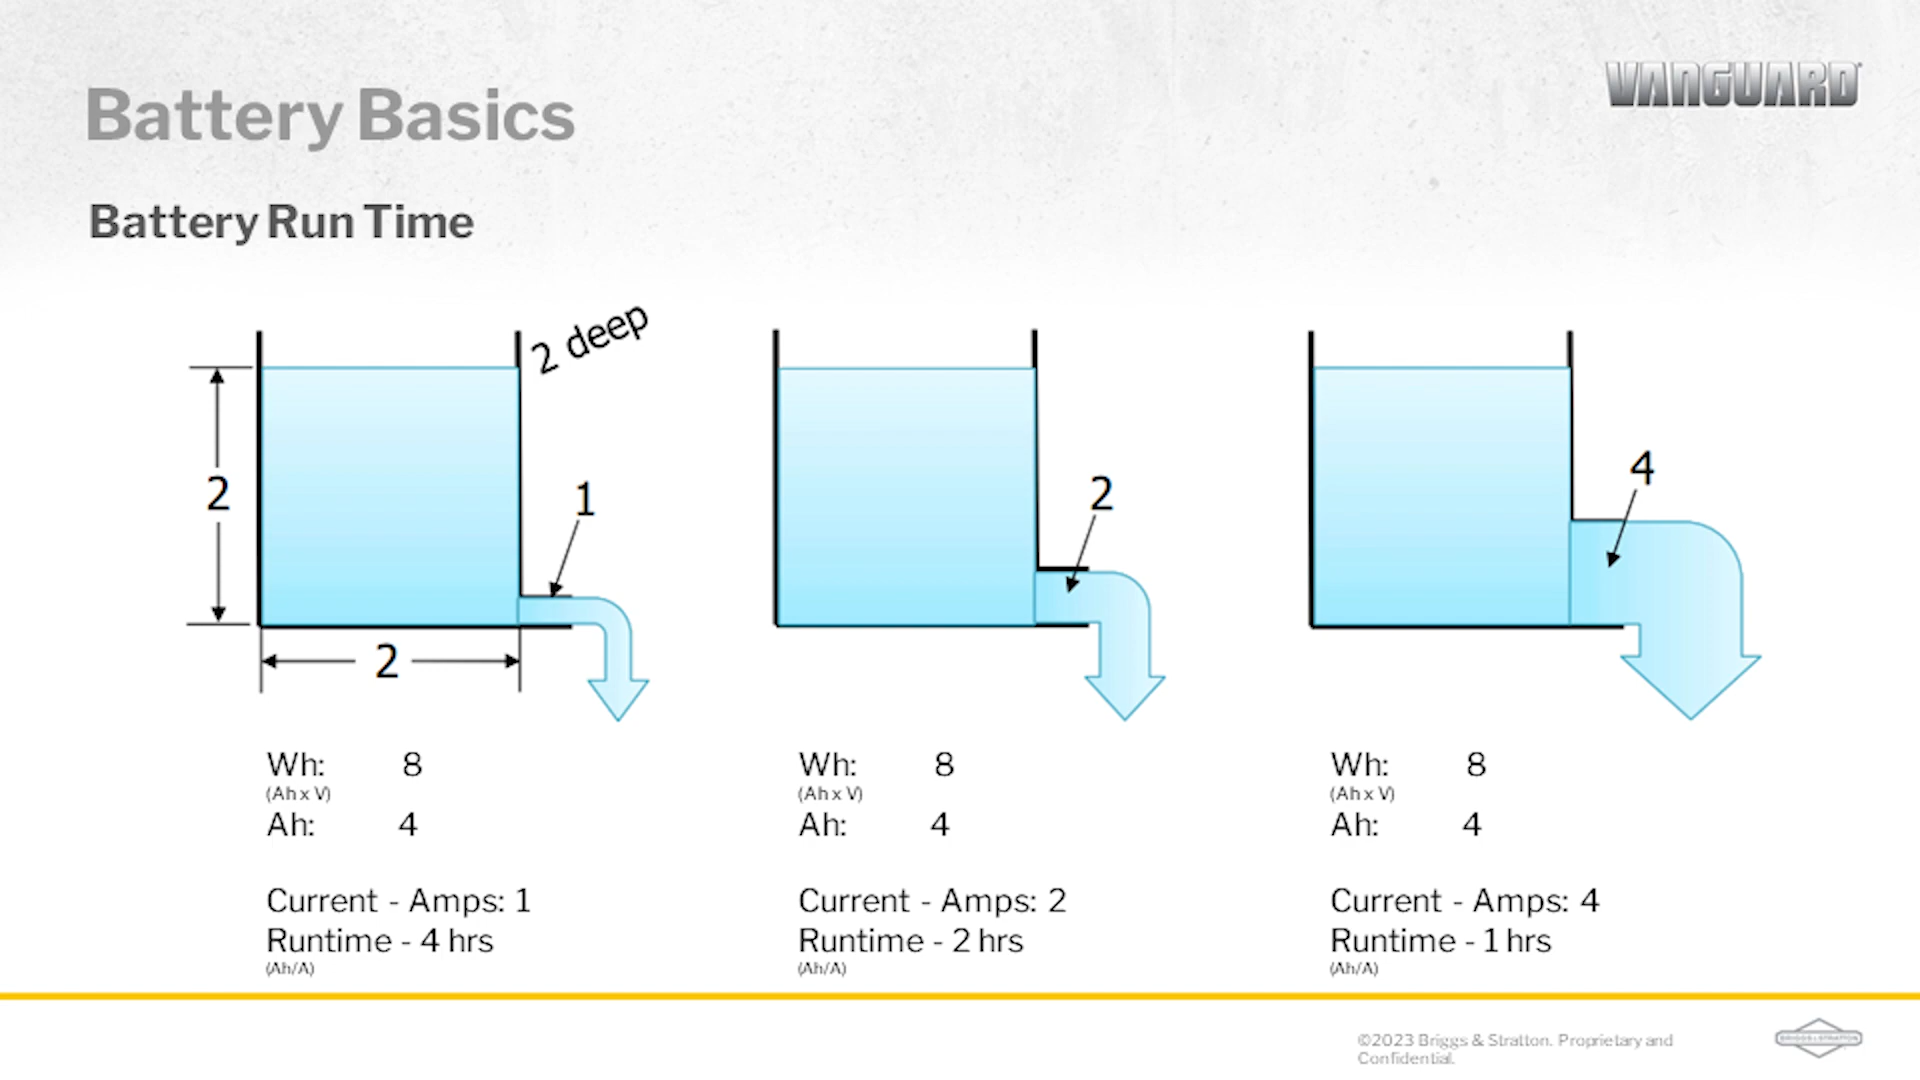 VANGUARD
Battery Basics
Battery Run Time
2 deep
2
1
2
2
4
Wh: 8
(Ah x V)
Ah: 4
Current - Amps: 1
Runtime - 4 hrs
(Ah/A)
Wh: 8
(Ah x V)
Ah: 4
Current - Amps: 2
Runtime - 2 hrs
(Ah/A)
Wh: 8
(Ah x V)
Ah: 4
Current - Amps: 4
Runtime - 1 hrs
(Ah/A)
©2023 Briggs & Stratton. Proprietary and
Confidential.
BRIGGS & STRATTON